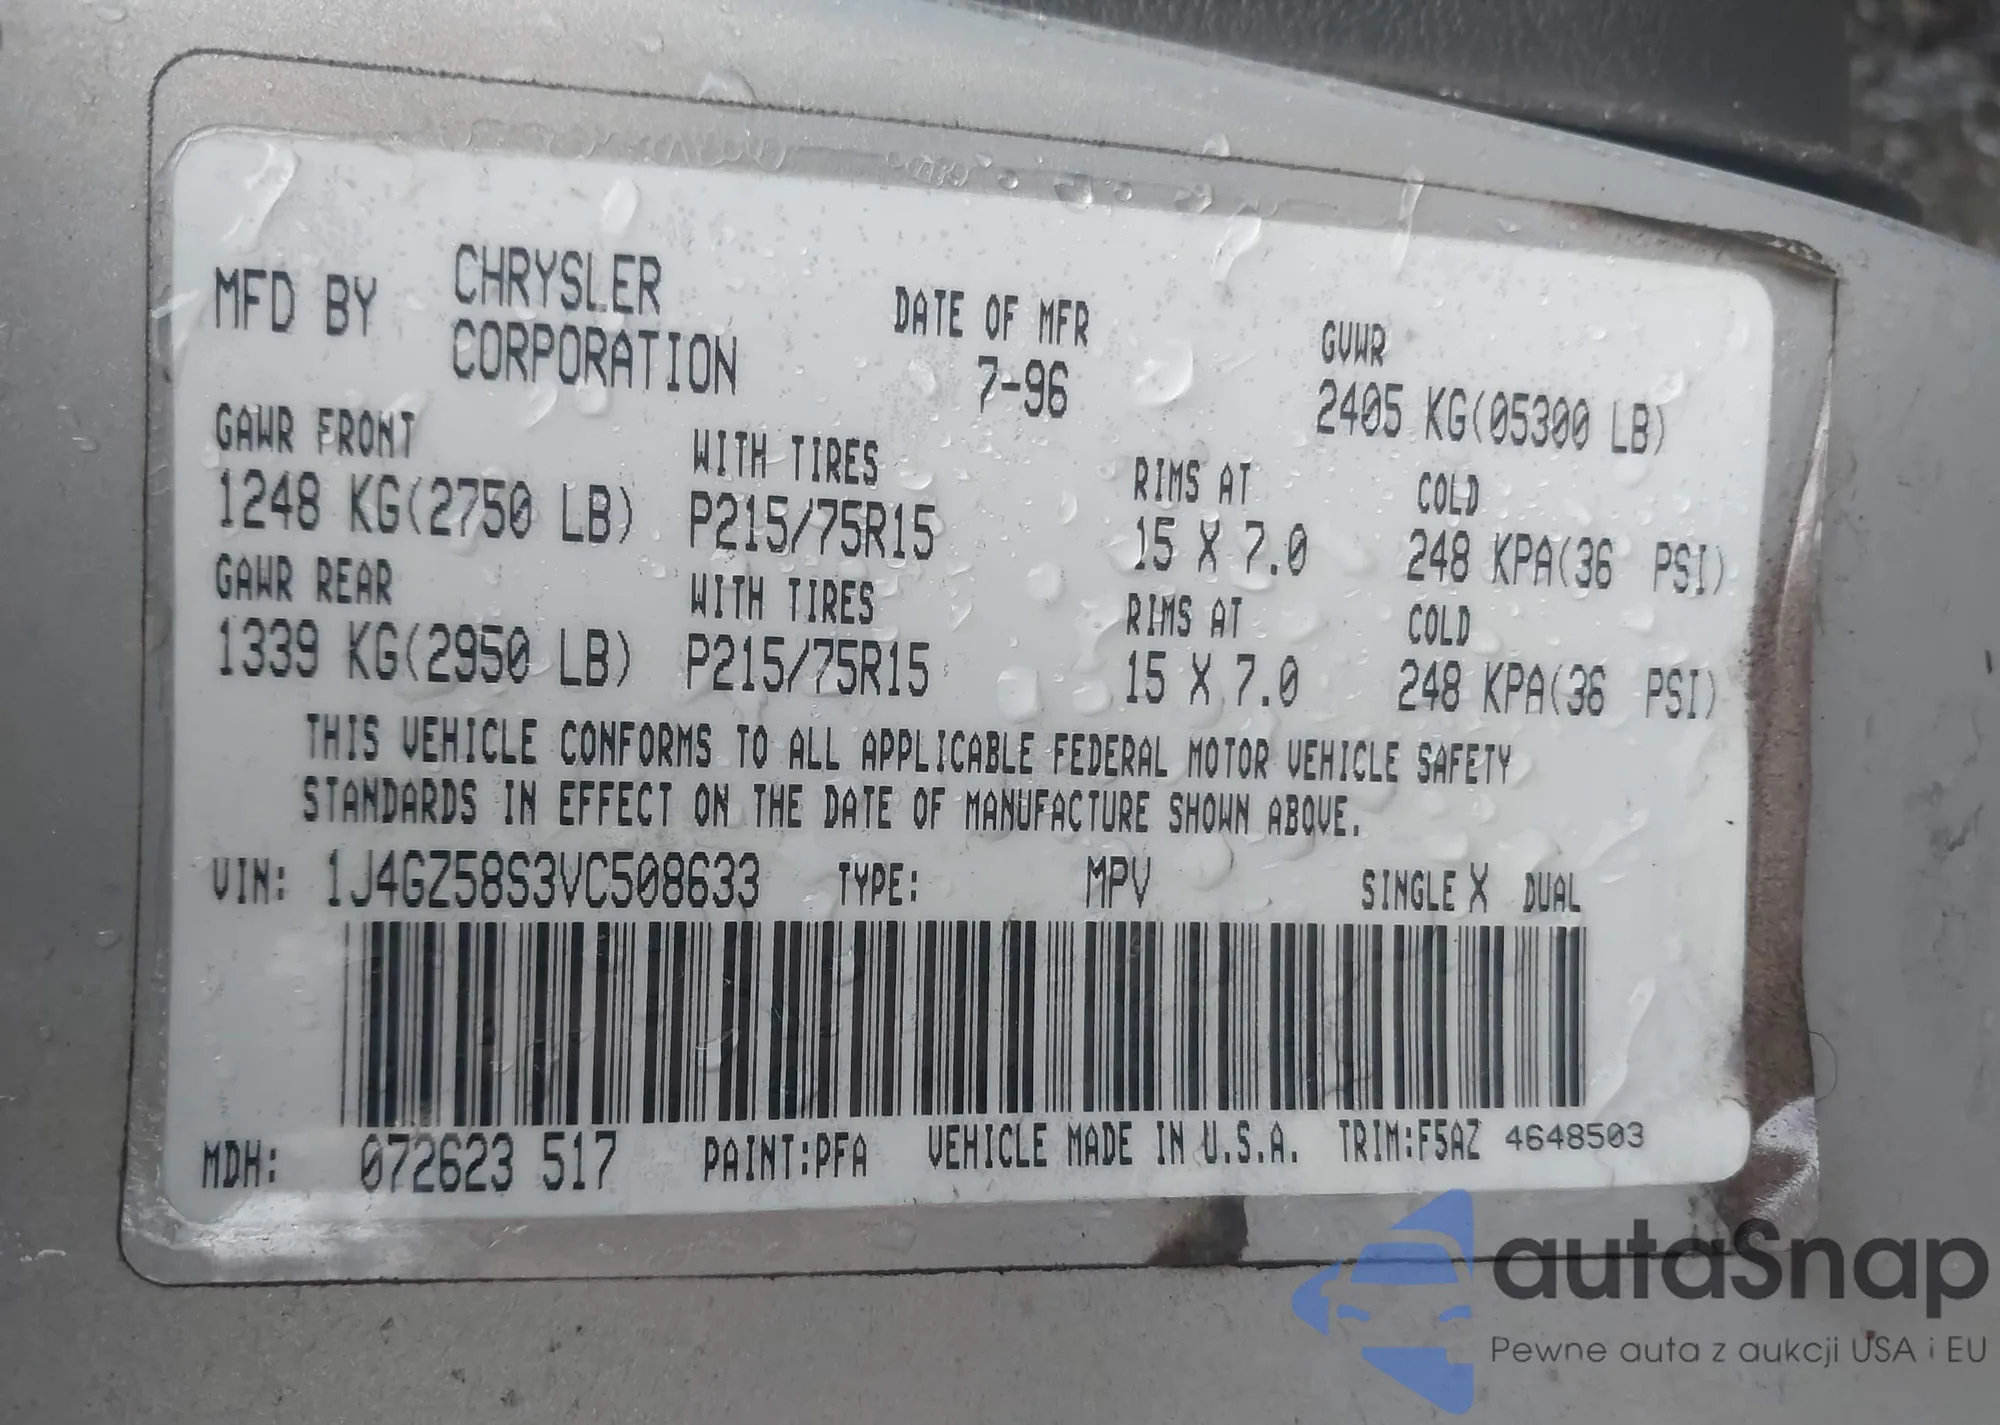 MFD BY CHRYSLER CORPORATION DATE OF MFR 7-96 GVWR 2405 KG(05300 LB)
GAWR FRONT WITH TIRES RIMS AT COLD
1248 KG(2750 LB) P215/75R15 15 X 7.0 248 KPA(36 PSI)
GAWR REAR WITH TIRES RIMS AT COLD
1339 KG(2950 LB) P215/75R15 15 X 7.0 248 KPA(36 PSI)
THIS VEHICLE CONFORMS TO ALL APPLICABLE FEDERAL MOTOR VEHICLE SAFETY
STANDARDS IN EFFECT ON THE DATE OF MANUFACTURE SHOWN ABOVE.
VIN: 1J4GZ58S3VC508633 TYPE: MPV SINGLE X DUAL
MDH: 072623 517 PAINT:PFA VEHICLE MADE IN U.S.A. TRIM:F5AZ 4648503
autaSnap
Pewne auta z aukcji USA i EU